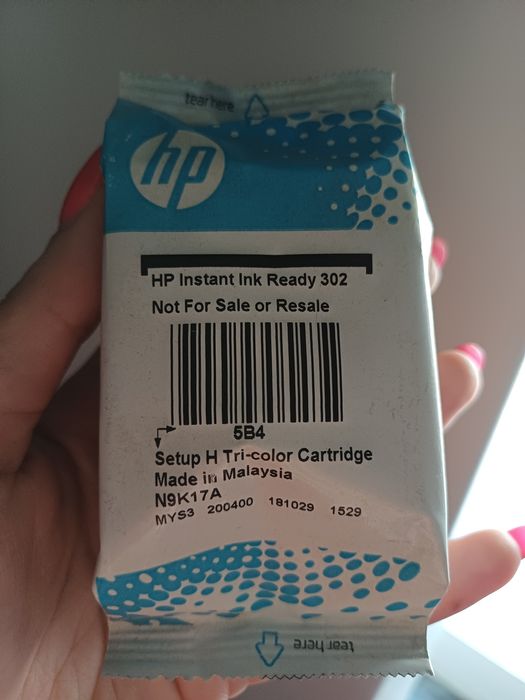 tear here
hp
HP Instant Ink Ready 302
Not For Sale or Resale
5B4
Setup H Tri-color Cartridge
Made in Malaysia
N9K17A
MYS3 200400 181029 1529
tear here